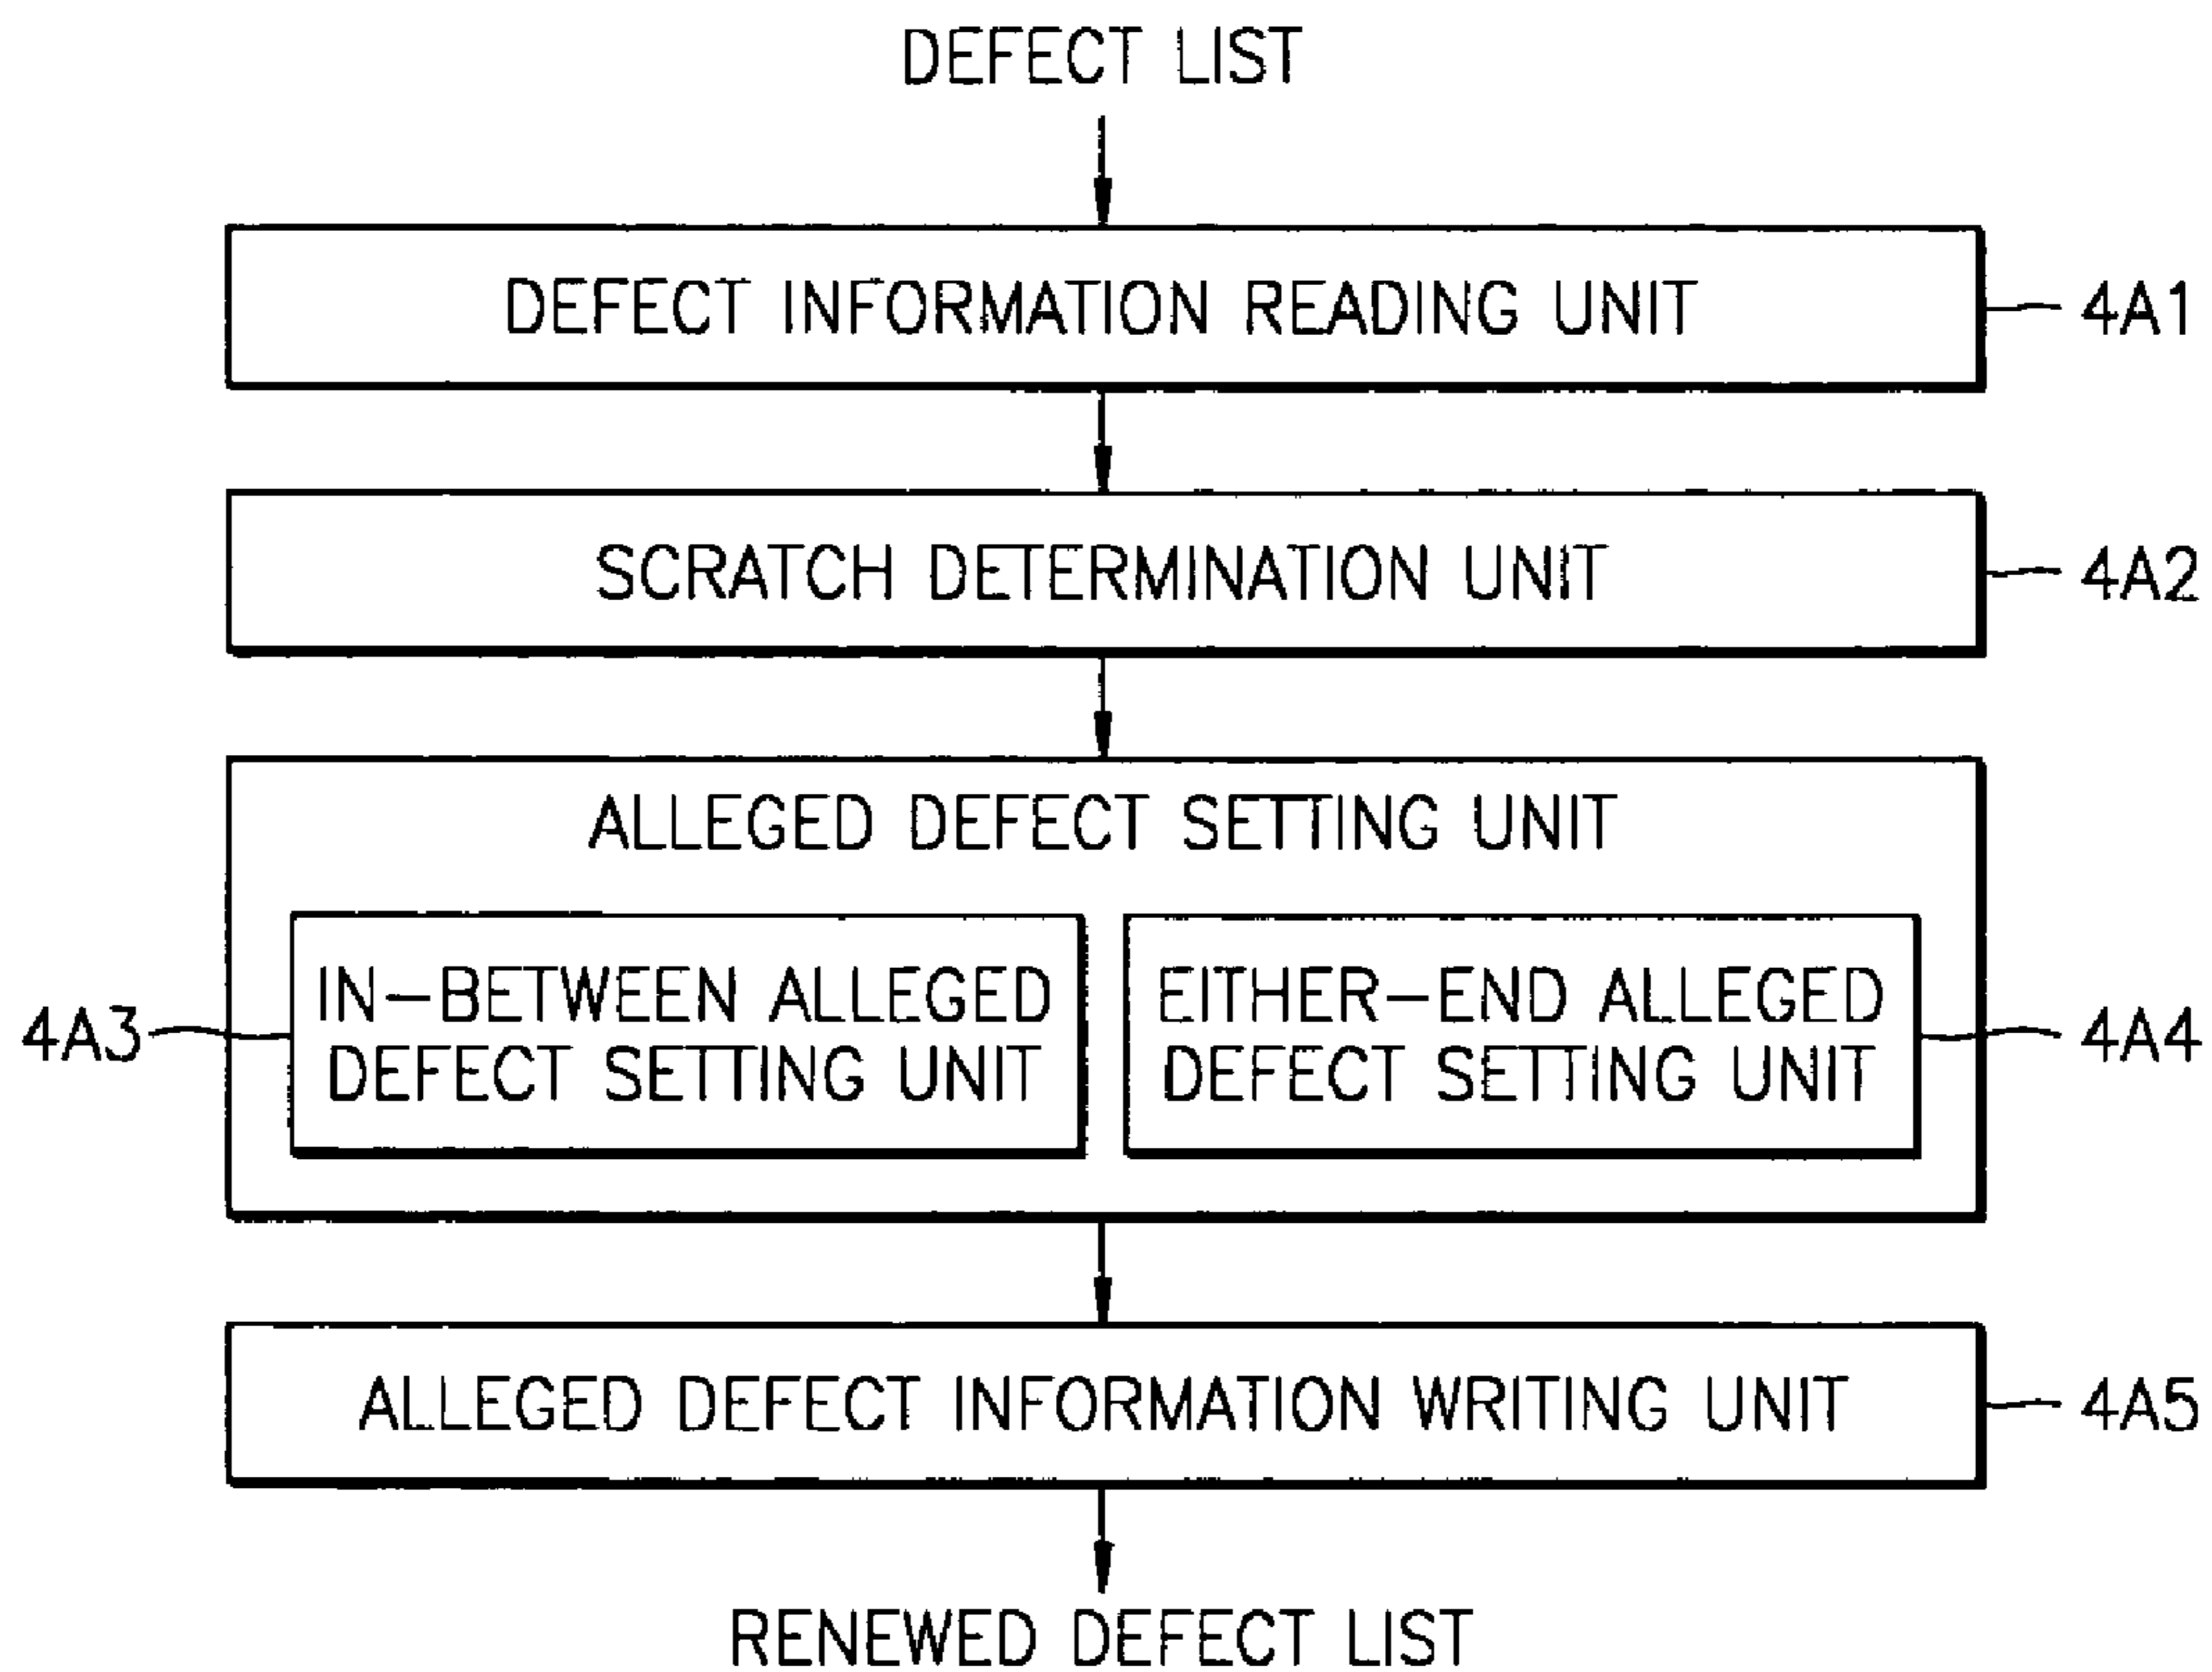 DEFECT LIST
DEFECT INFORMATION READING UNIT
4A1
SCRATCH DETERMINATION UNIT
4A2
ALLEGED DEFECT SETTING UNIT
4A3
IN-BETWEEN ALLEGED
DEFECT SETTING UNIT
EITHER-END ALLEGED
DEFECT SETTING UNIT
4A4
ALLEGED DEFECT INFORMATION WRITING UNIT
4A5
RENEWED DEFECT LIST